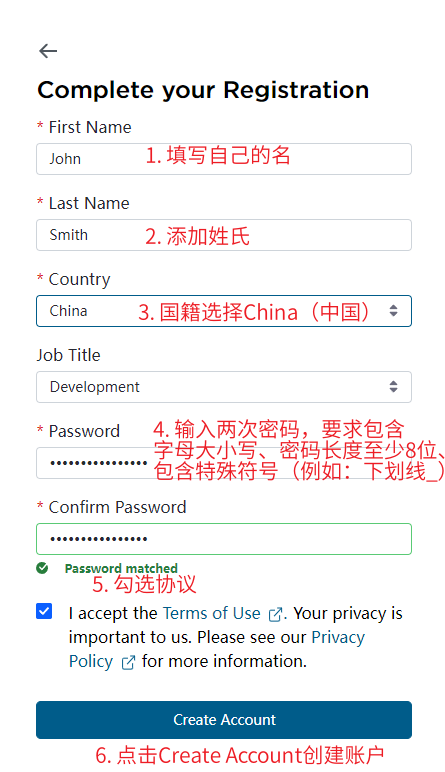 Complete your Registration
* First Name
John
1. 填写自己的名
* Last Name
Smith
2. 添加姓氏
* Country
China
3. 国籍选择China（中国）
Job Title
Development
* Password
4. 输入两次密码，要求包含
字母大小写、密码长度至少8位、
包含特殊符号（例如：下划线_）
••••••••••••••••
* Confirm Password
••••••••••••••••
Password matched
5. 勾选协议
I accept the Terms of Use . Your privacy is
important to us. Please see our Privacy
Policy for more information.
Create Account
6. 点击Create Account创建账户